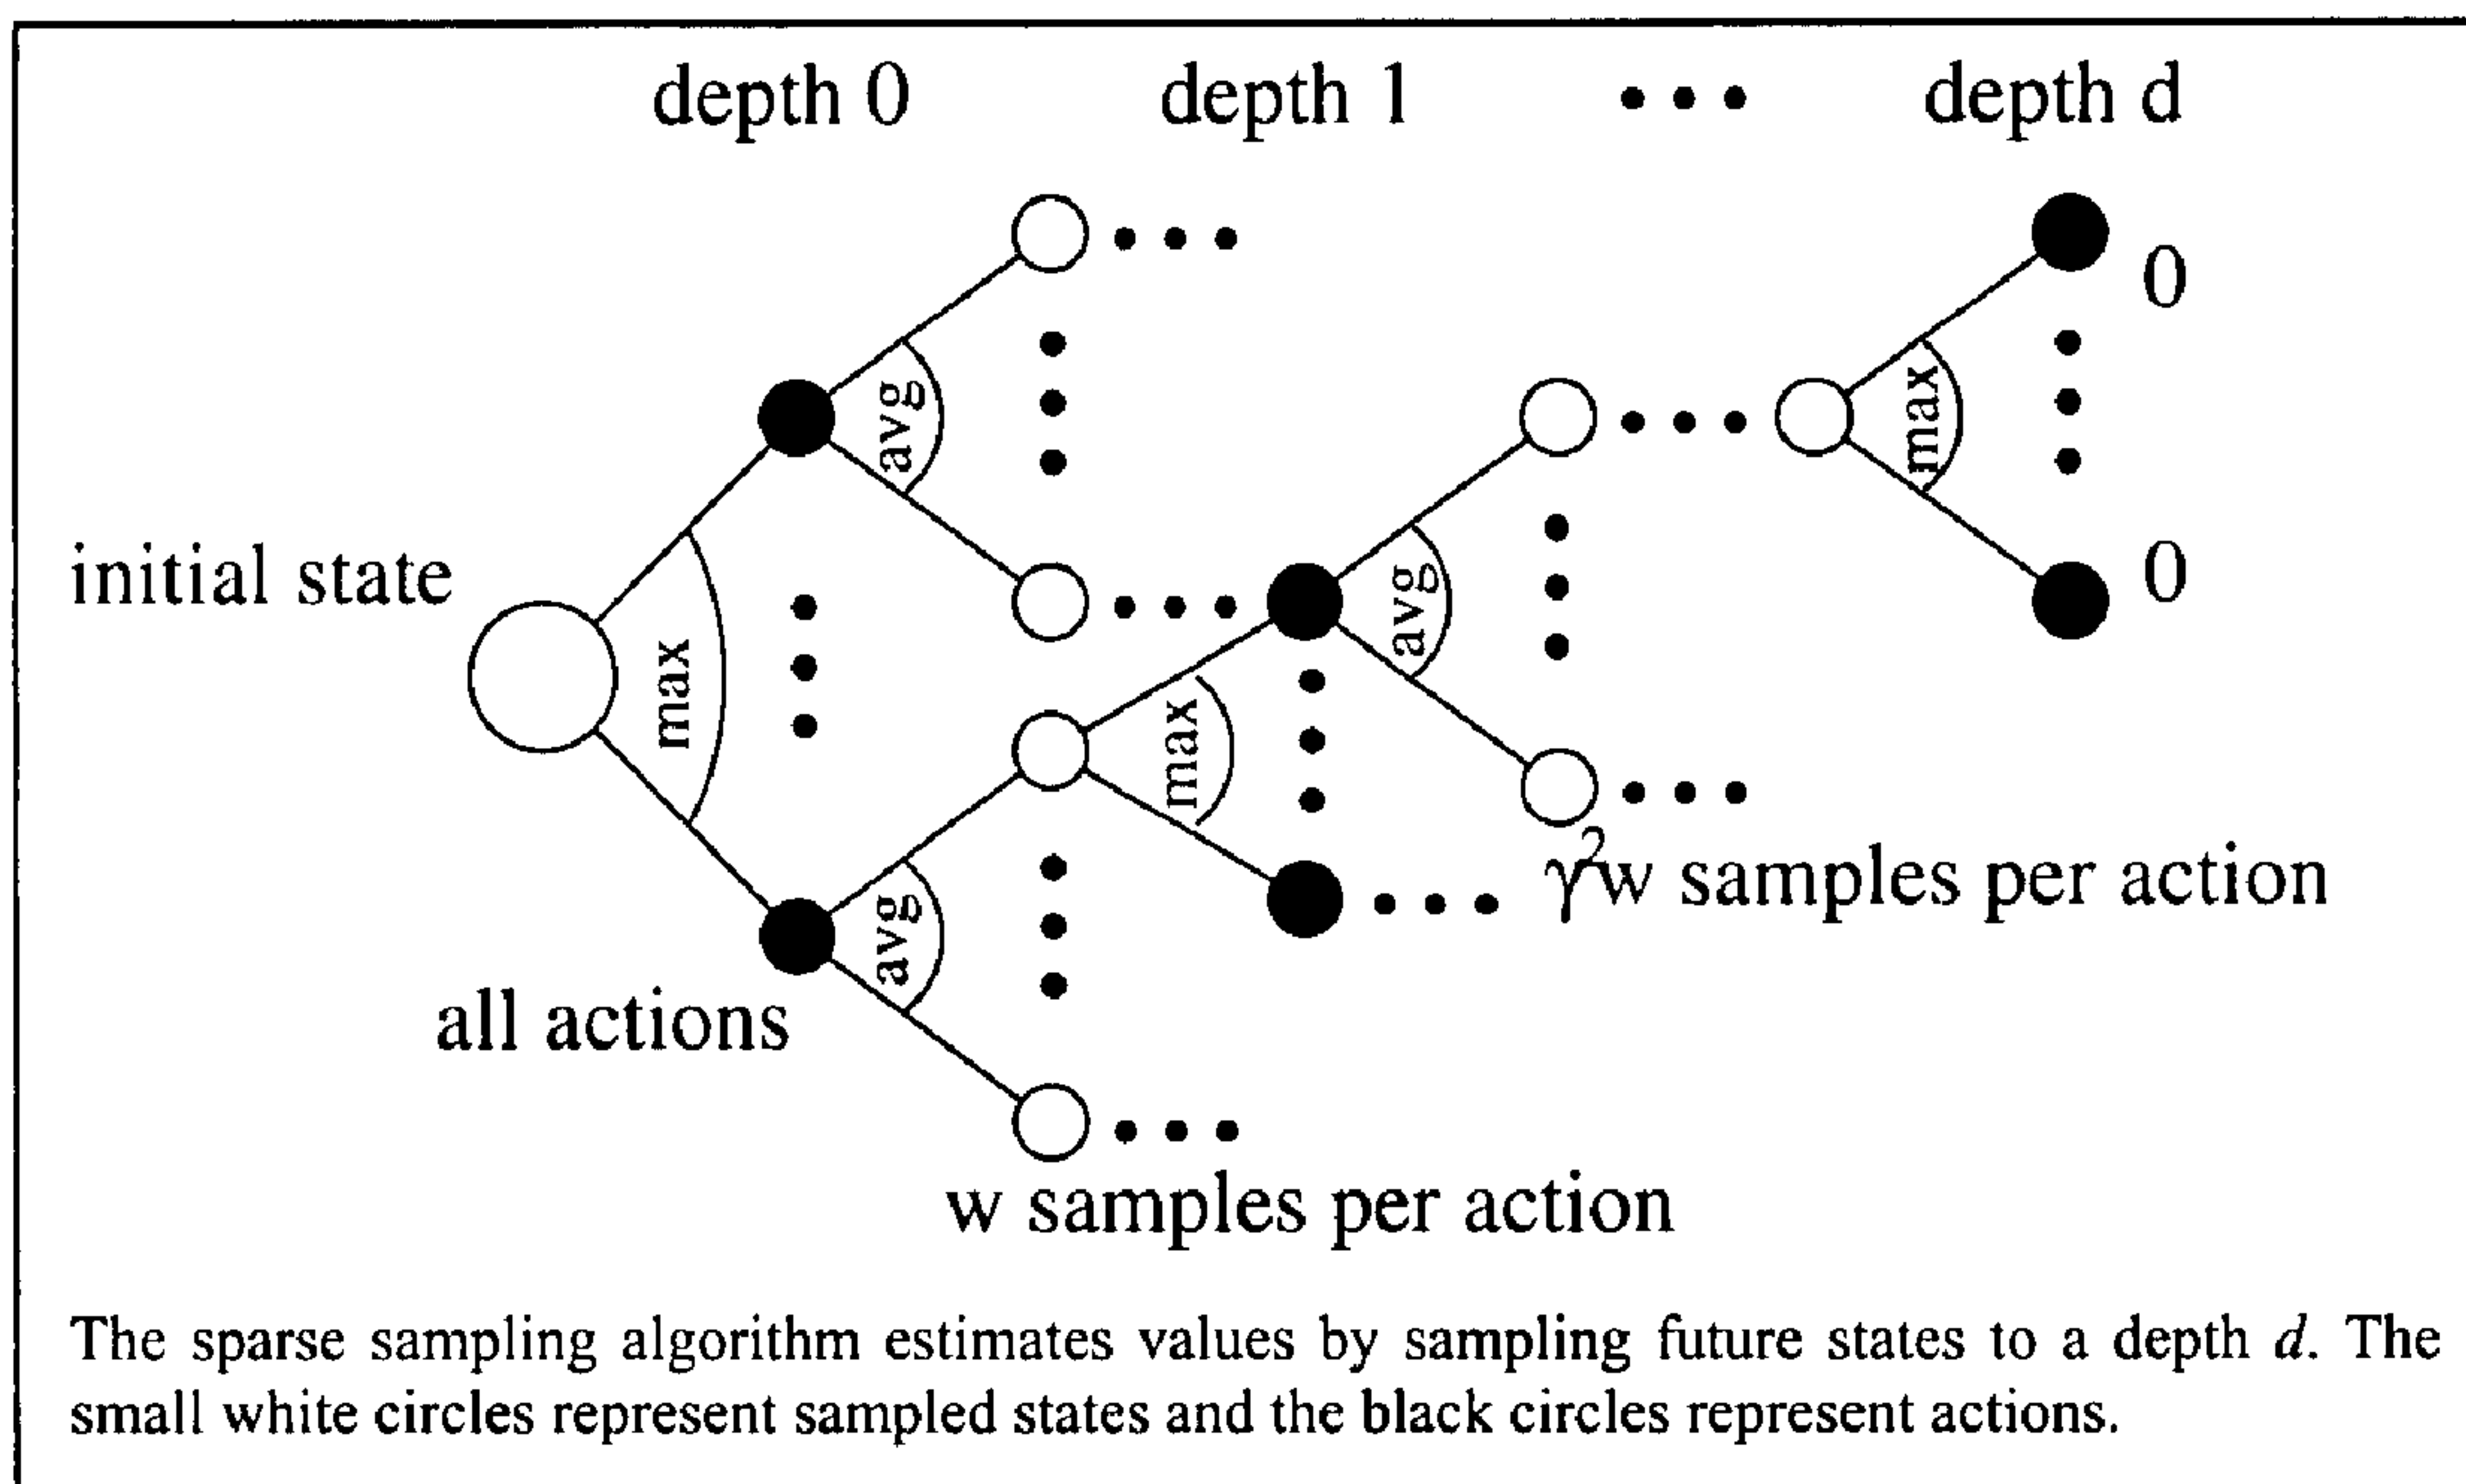 depth 0 depth 1 • • • depth d
0
max
avg
avg
max
initial state
0
avg
max
max
γ²w samples per action
avg
all actions
w samples per action
The sparse sampling algorithm estimates values by sampling future states to a depth d. The
small white circles represent sampled states and the black circles represent actions.